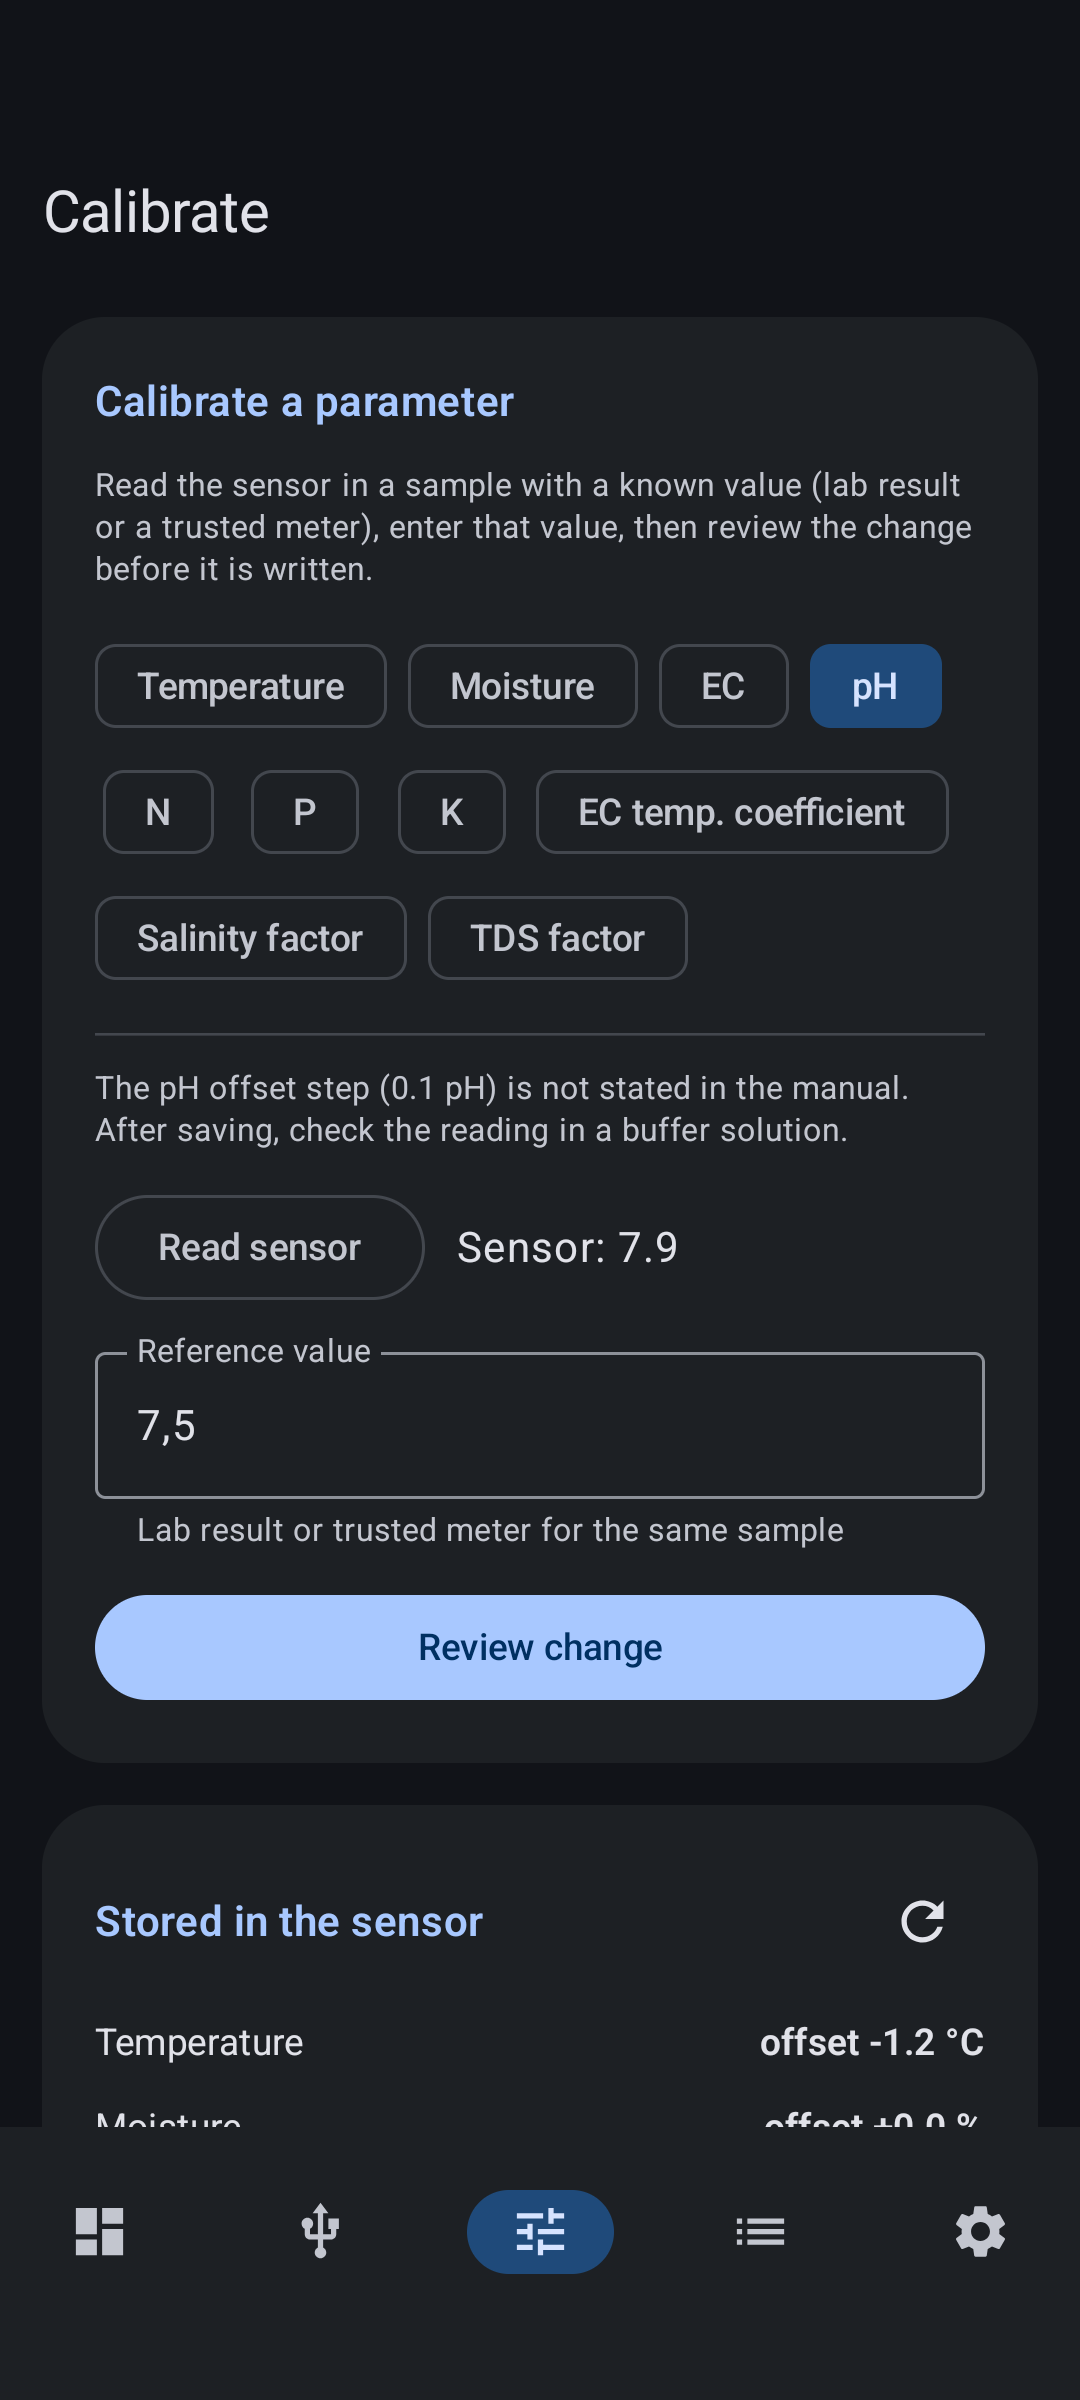 Calibrate
Calibrate a parameter
Read the sensor in a sample with a known value (lab result
or a trusted meter), enter that value, then review the change
before it is written.
Temperature Moisture EC pH
N P K EC temp. coefficient
Salinity factor TDS factor
The pH offset step (0.1 pH) is not stated in the manual.
After saving, check the reading in a buffer solution.
Read sensor Sensor: 7.9
Reference value
7,5
Lab result or trusted meter for the same sample
Review change
Stored in the sensor
Temperature offset -1.2 °C
Moisture offset +0.0 %